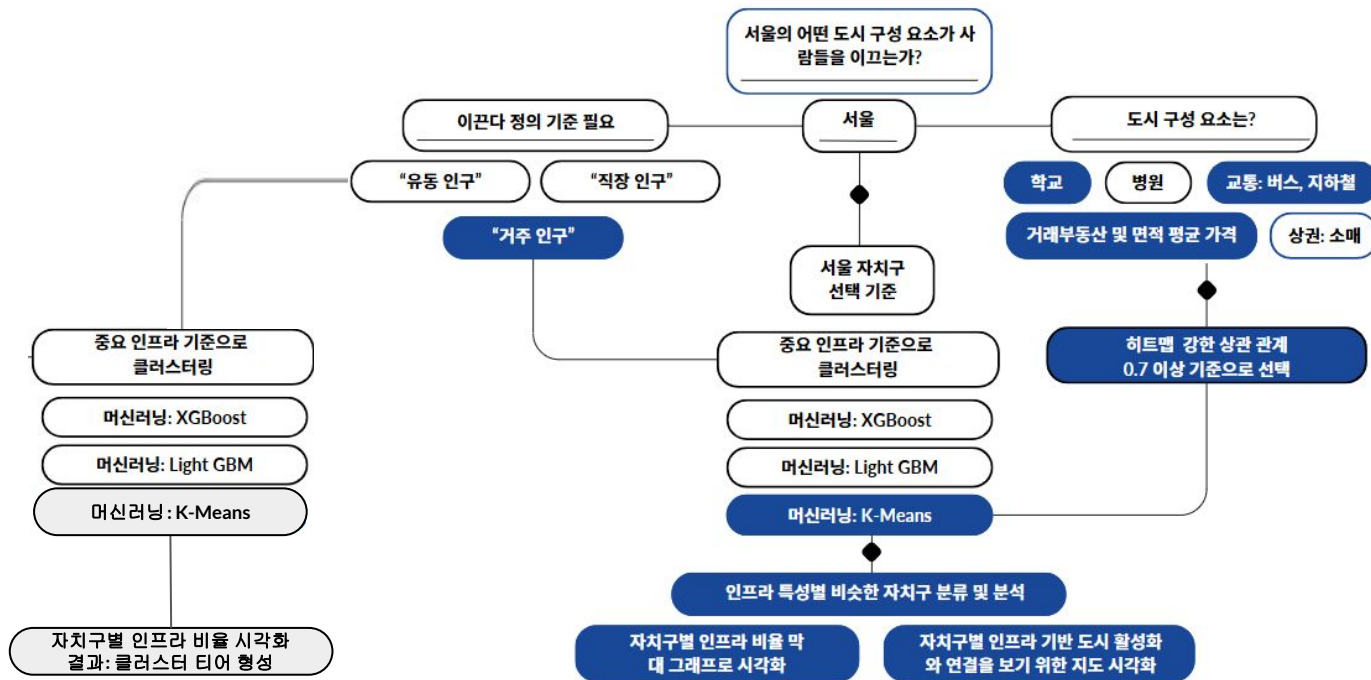 서울의 어떤 도시 구성 요소가 사
람들을 이끄는가?
이끈다 정의 기준 필요
서울
도시 구성 요소는?
“유동 인구”
“직장 인구”
학교
병원
교통: 버스, 지하철
“거주 인구”
거래부동산 및 면적 평균 가격
상권: 소매
서울 자치구
선택 기준
중요 인프라 기준으로
클러스터링
중요 인프라 기준으로
클러스터링
히트맵 강한 상관 관계
0.7 이상 기준으로 선택
머신러닝: XGBoost
머신러닝: XGBoost
머신러닝: Light GBM
머신러닝: Light GBM
머신러닝: K-Means
머신러닝: K-Means
인프라 특성별 비슷한 자치구 분류 및 분석
자치구별 인프라 비율 시각화
결과: 클러스터 티어 형성
자치구별 인프라 비율 막
대 그래프로 시각화
자치구별 인프라 기반 도시 활성화
와 연결을 보기 위한 지도 시각화